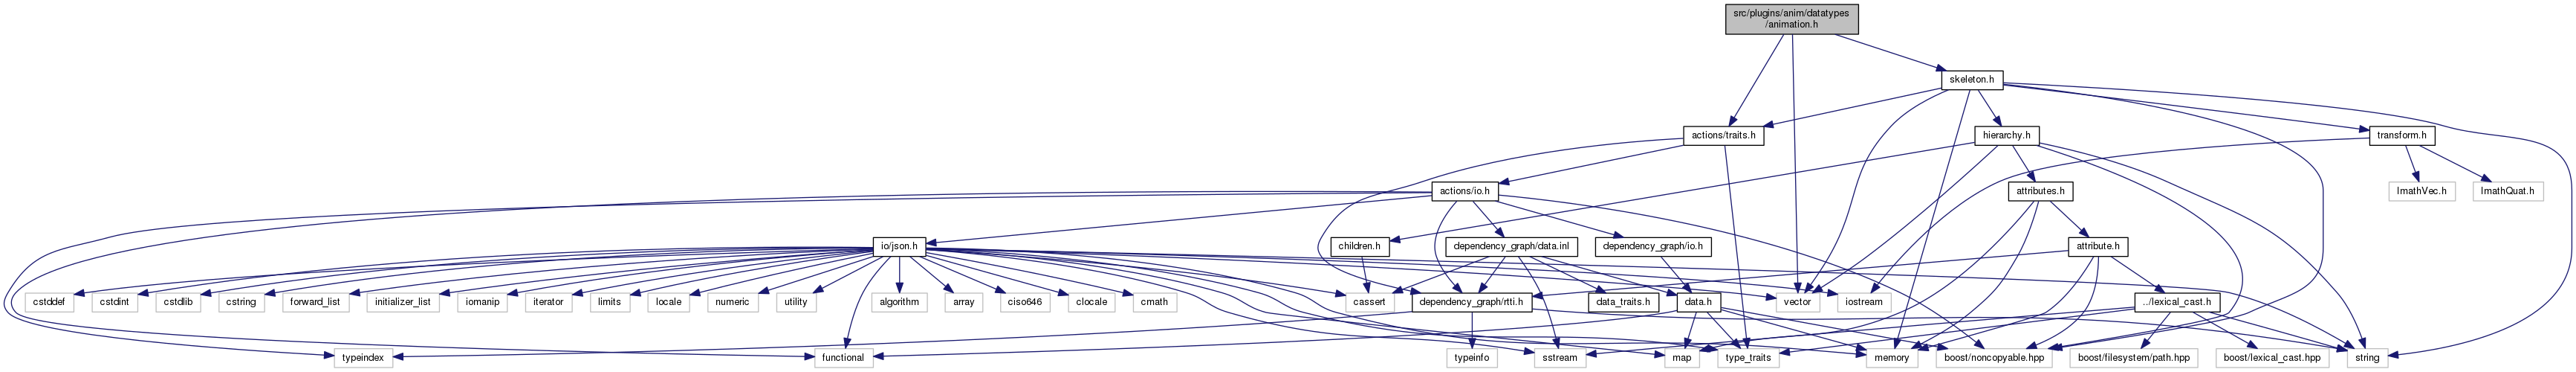 src/plugins/anim/datatypes
/animation.h
skeleton.h
actions/traits.h
hierarchy.h
transform.h
actions/io.h
attributes.h
ImathVec.h
ImathQuat.h
io/json.h
children.h
dependency_graph/data.inl
dependency_graph/io.h
attribute.h
cstddef
cstdint
cstdlib
cstring
forward_list
initializer_list
iomanip
iterator
limits
locale
numeric
utility
algorithm
array
ciso646
clocale
cmath
cassert
dependency_graph/rtti.h
data_traits.h
data.h
vector
iostream
../lexical_cast.h
typeindex
functional
typeinfo
sstream
map
type_traits
memory
boost/noncopyable.hpp
boost/filesystem/path.hpp
boost/lexical_cast.hpp
string